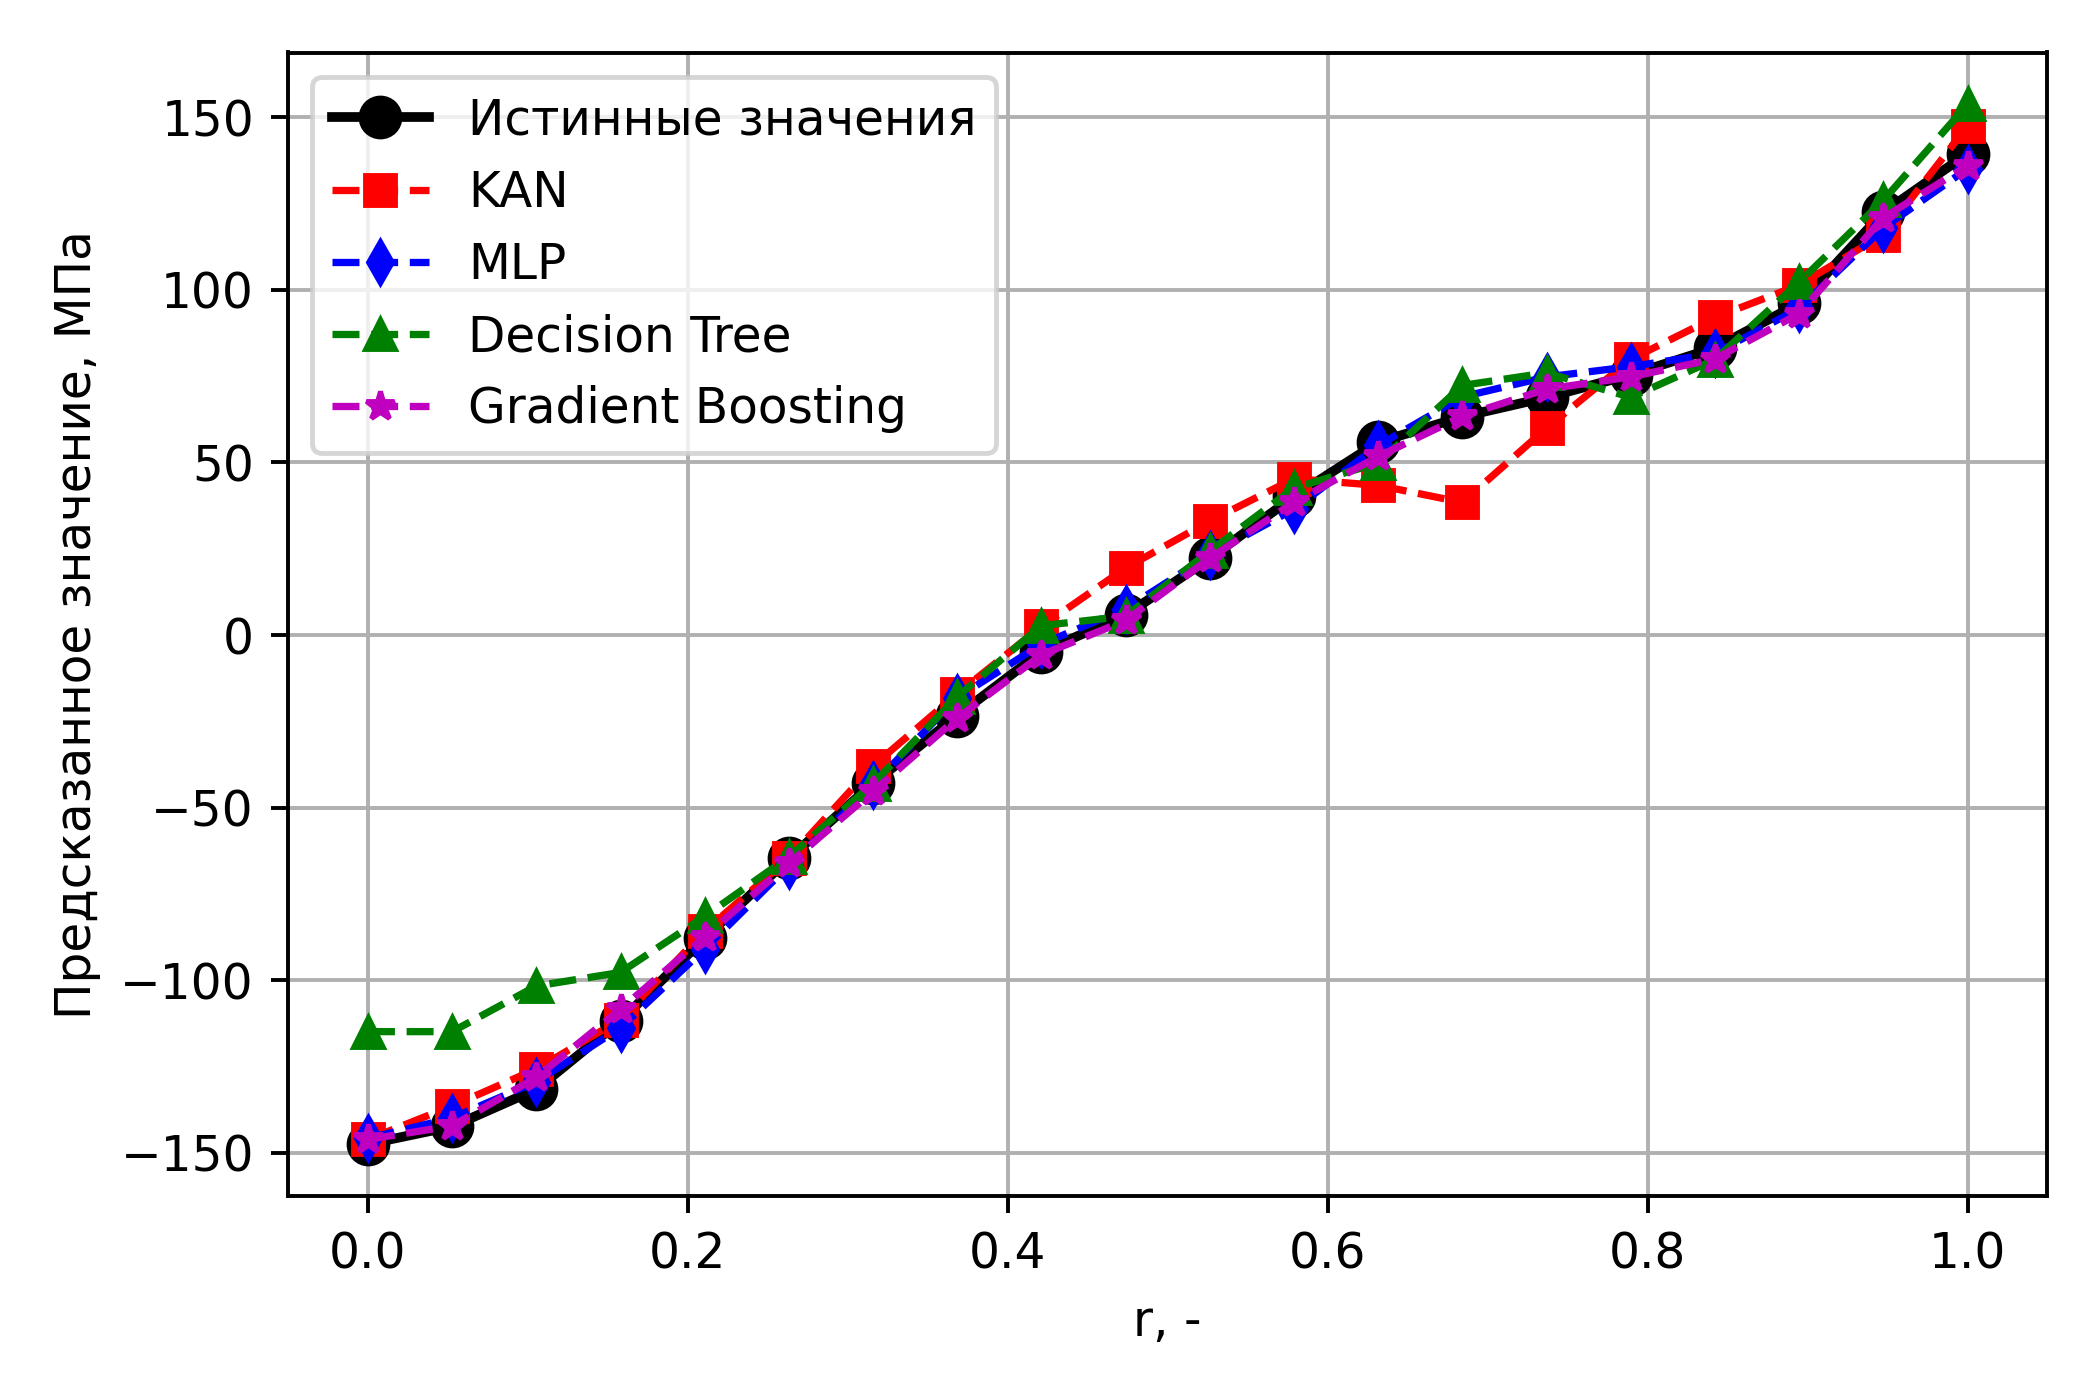 Предсказанное значение, МПа
150
100
50
0
−50
−100
−150
Истинные значения
KAN
MLP
Decision Tree
Gradient Boosting
0.0 0.2 0.4 0.6 0.8 1.0
r, -